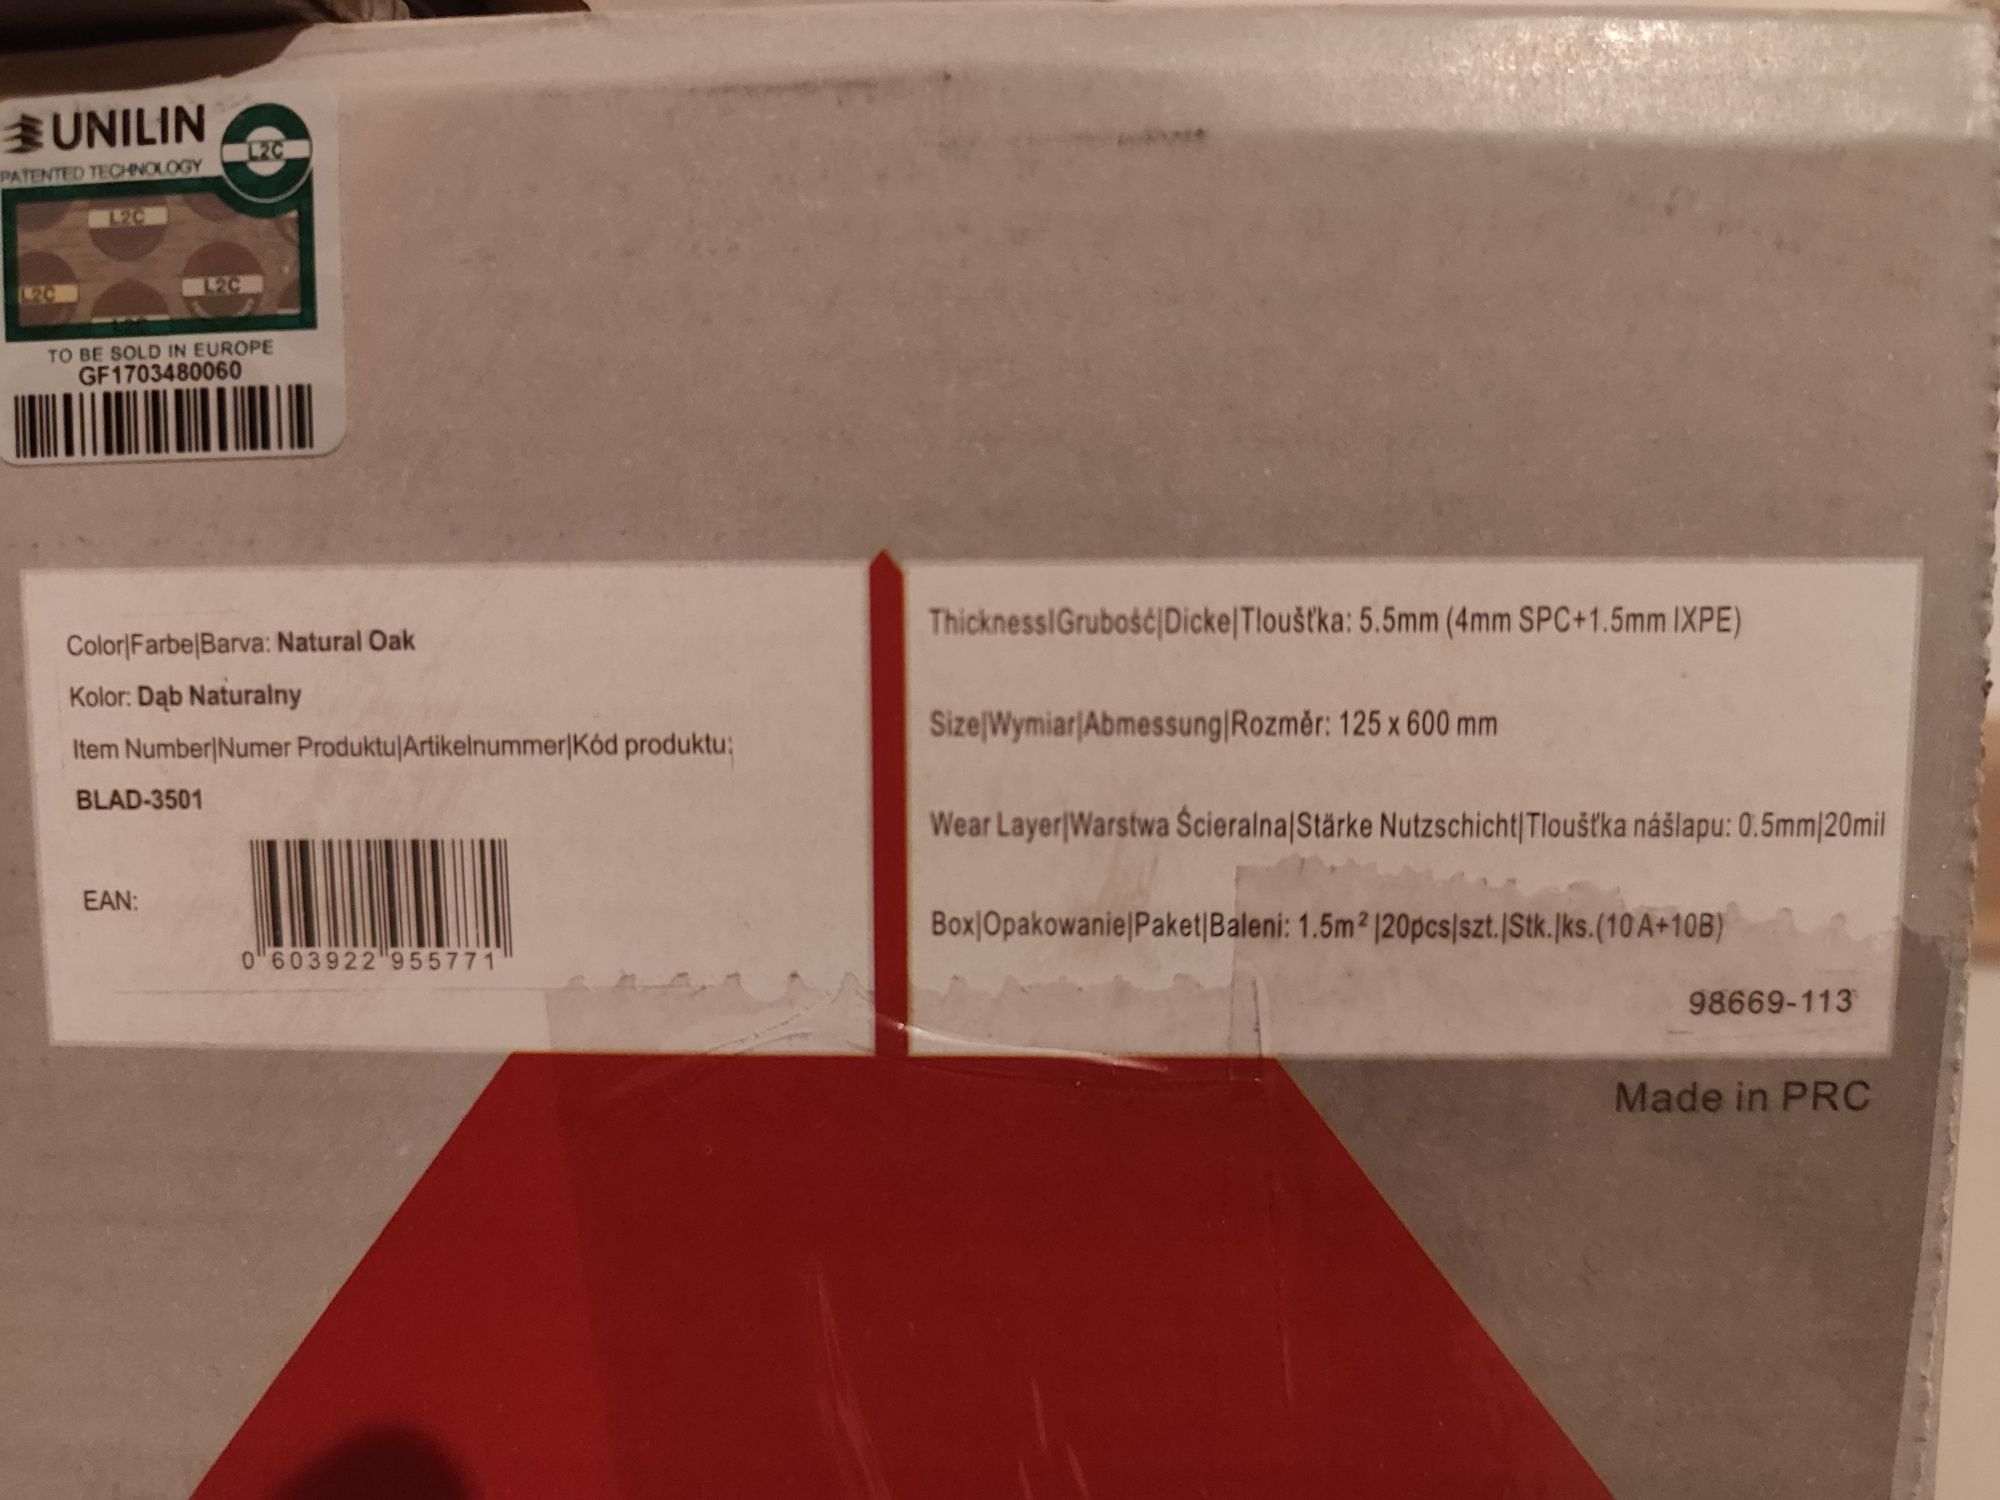 UNILIN
L2C
PATENTED TECHNOLOGY
L2C
L2C
L2C
L2C
TO BE SOLD IN EUROPE
GF1703480060
Color|Farbe|Barva: Natural Oak
Kolor: Dąb Naturalny
Item Number|Numer Produktu|Artikelnummer|Kód produktu:
BLAD-3501
EAN:
0 603922 955771
Thickness|Grubość|Dicke|Tloušťka: 5.5mm (4mm SPC+1.5mm IXPE)
Size|Wymiar|Abmessung|Rozměr: 125 x 600 mm
Wear Layer|Warstwa Ścieralna|Stärke Nutzschicht|Tloušťka nášlapu: 0.5mm|20mil
Box|Opakowanie|Paket|Baleni: 1.5m² |20pcs|szt.|Stk.|ks.(10A+10B)
98669-113
Made in PRC